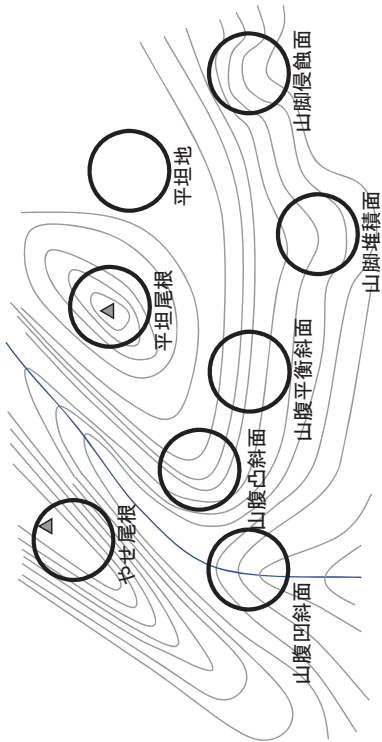 やせ尾根
平坦尾根
平坦地
山腹凹斜面
山腹凸斜面
山腹平衡斜面
山脚堆積面
山脚侵蝕面